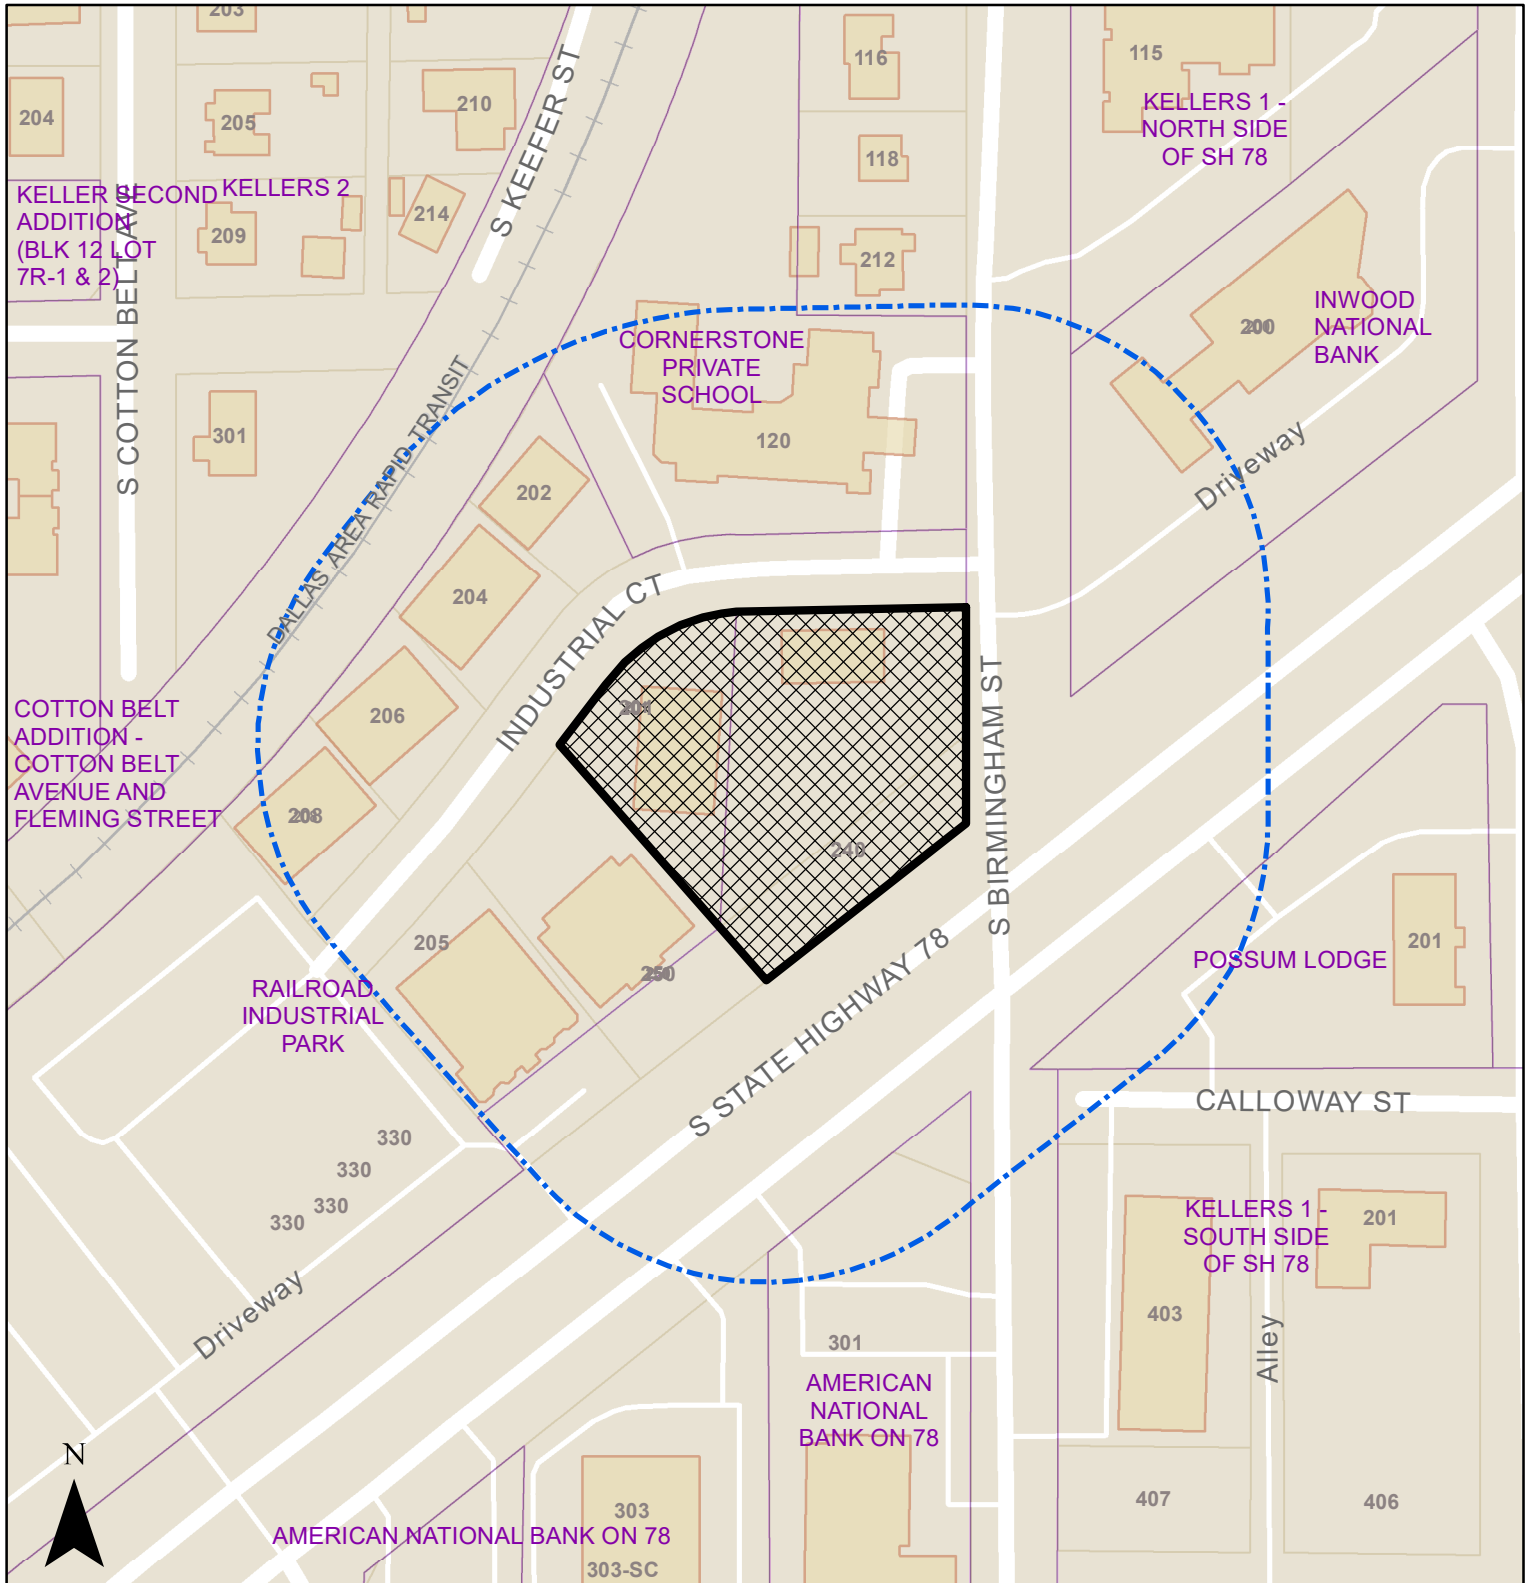 203
116
115
KELLERS 1 -
NORTH SIDE
OF SH 78
204
205
210
S KEEFER ST
118
KELLER SECOND
ADDITION
(BLK 12 LOT
7R-1 & 2)
KELLERS 2
214
209
212
S COTTON BELT AVE
INWOOD
NATIONAL
BANK
CORNERSTONE
PRIVATE
SCHOOL
120
301
DALLAS AREA RAPID TRANSIT
202
Driveway
204
INDUSTRIAL CT
206
208
COTTON BELT
ADDITION -
COTTON BELT
AVENUE AND
FLEMING STREET
240
S BIRMINGHAM ST
205
201
POSSUM LODGE
RAILROAD
INDUSTRIAL
PARK
S STATE HIGHWAY 78
CALLOWAY ST
330
330
330
330
KELLERS 1 -
SOUTH SIDE
OF SH 78
201
Driveway
403
Alley
301
AMERICAN
NATIONAL
BANK ON 78
N
407
406
303
AMERICAN NATIONAL BANK ON 78
303-SC